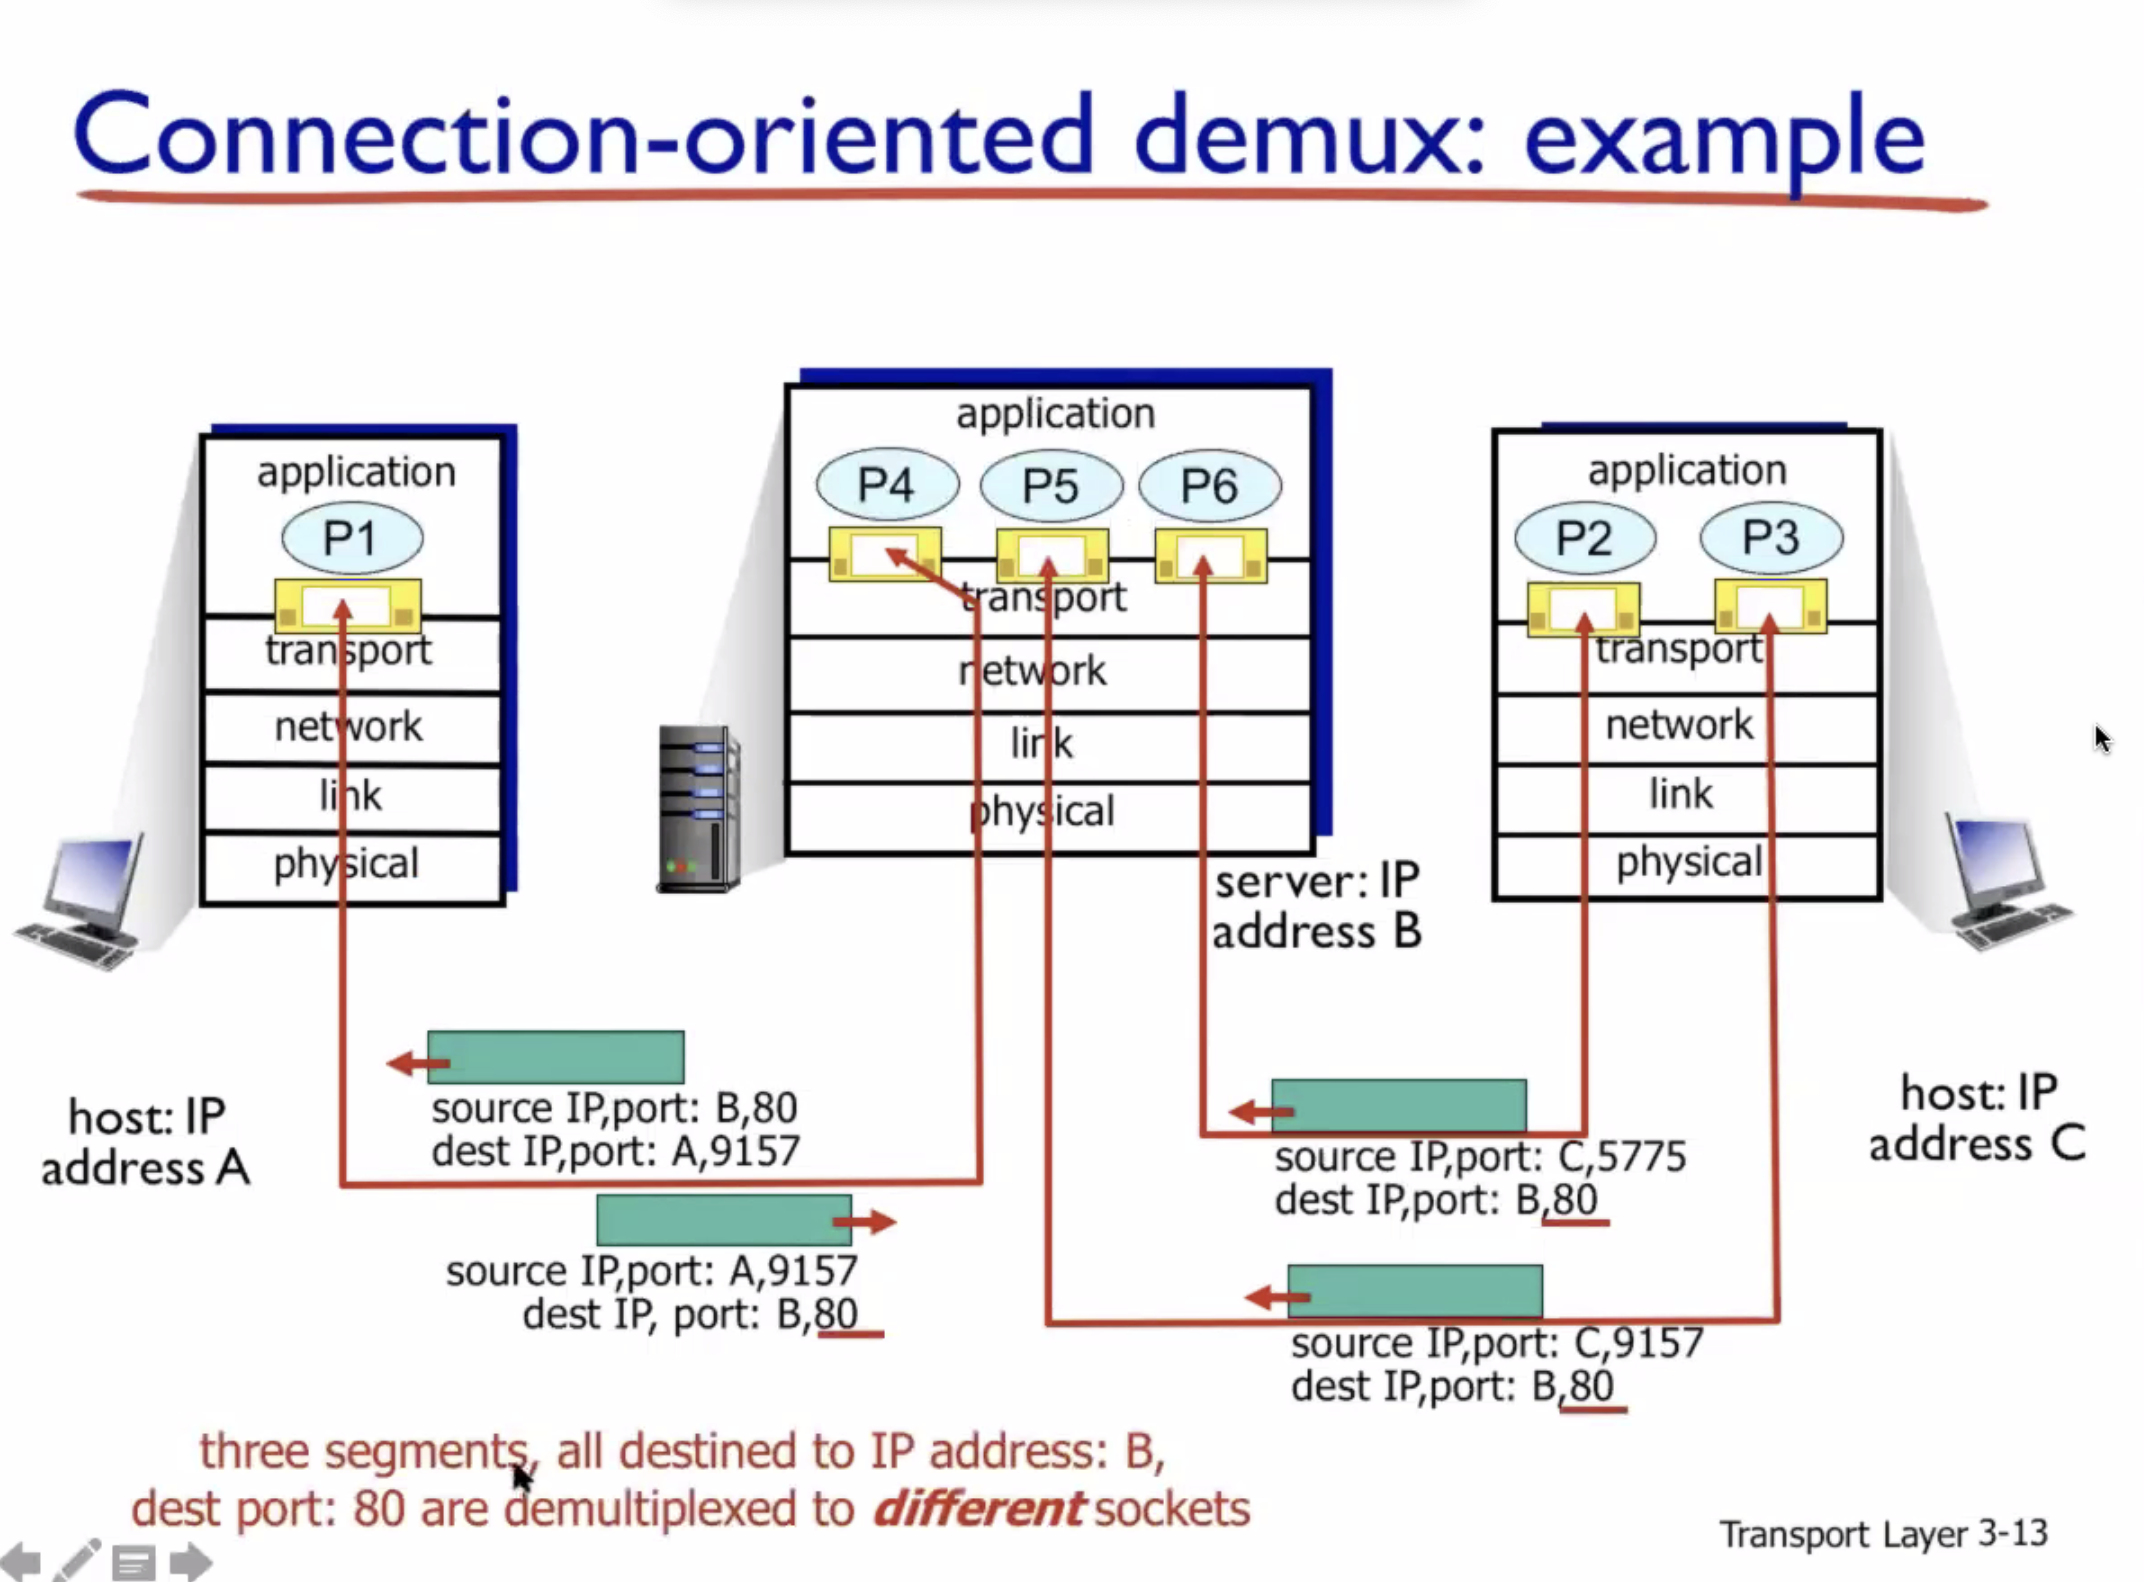 Connection-oriented demux: example
application
P1
transport
network
link
physical
host: IP
address A
application
P4 P5 P6
transport
network
link
physical
server: IP
address B
application
P2 P3
transport
network
link
physical
host: IP
address C
source IP,port: B,80
dest IP,port: A,9157
source IP,port: A,9157
dest IP, port: B,80
source IP,port: C,5775
dest IP,port: B,80
source IP,port: C,9157
dest IP,port: B,80
three segments, all destined to IP address: B,
dest port: 80 are demultiplexed to different sockets
Transport Layer 3-13